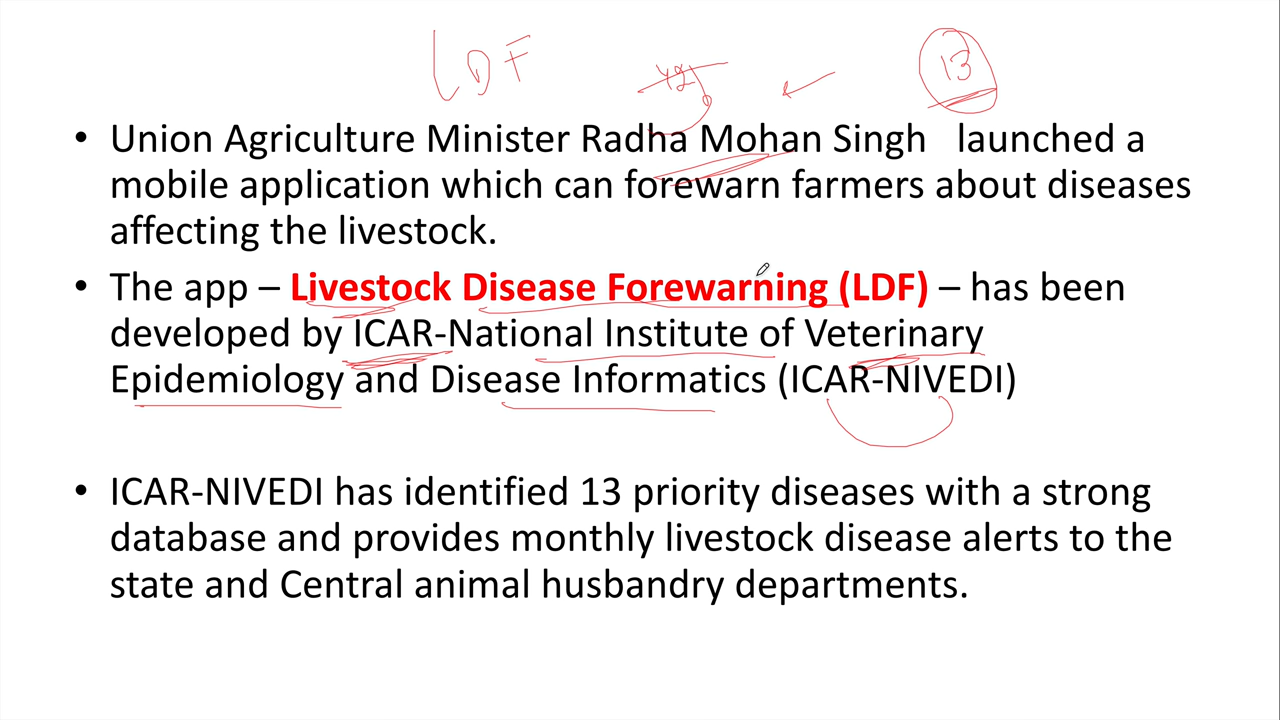 LDF
13
• Union Agriculture Minister Radha Mohan Singh launched a
mobile application which can forewarn farmers about diseases
affecting the livestock.
• The app – Livestock Disease Forewarning (LDF) – has been
developed by ICAR-National Institute of Veterinary
Epidemiology and Disease Informatics (ICAR-NIVEDI)
• ICAR-NIVEDI has identified 13 priority diseases with a strong
database and provides monthly livestock disease alerts to the
state and Central animal husbandry departments.